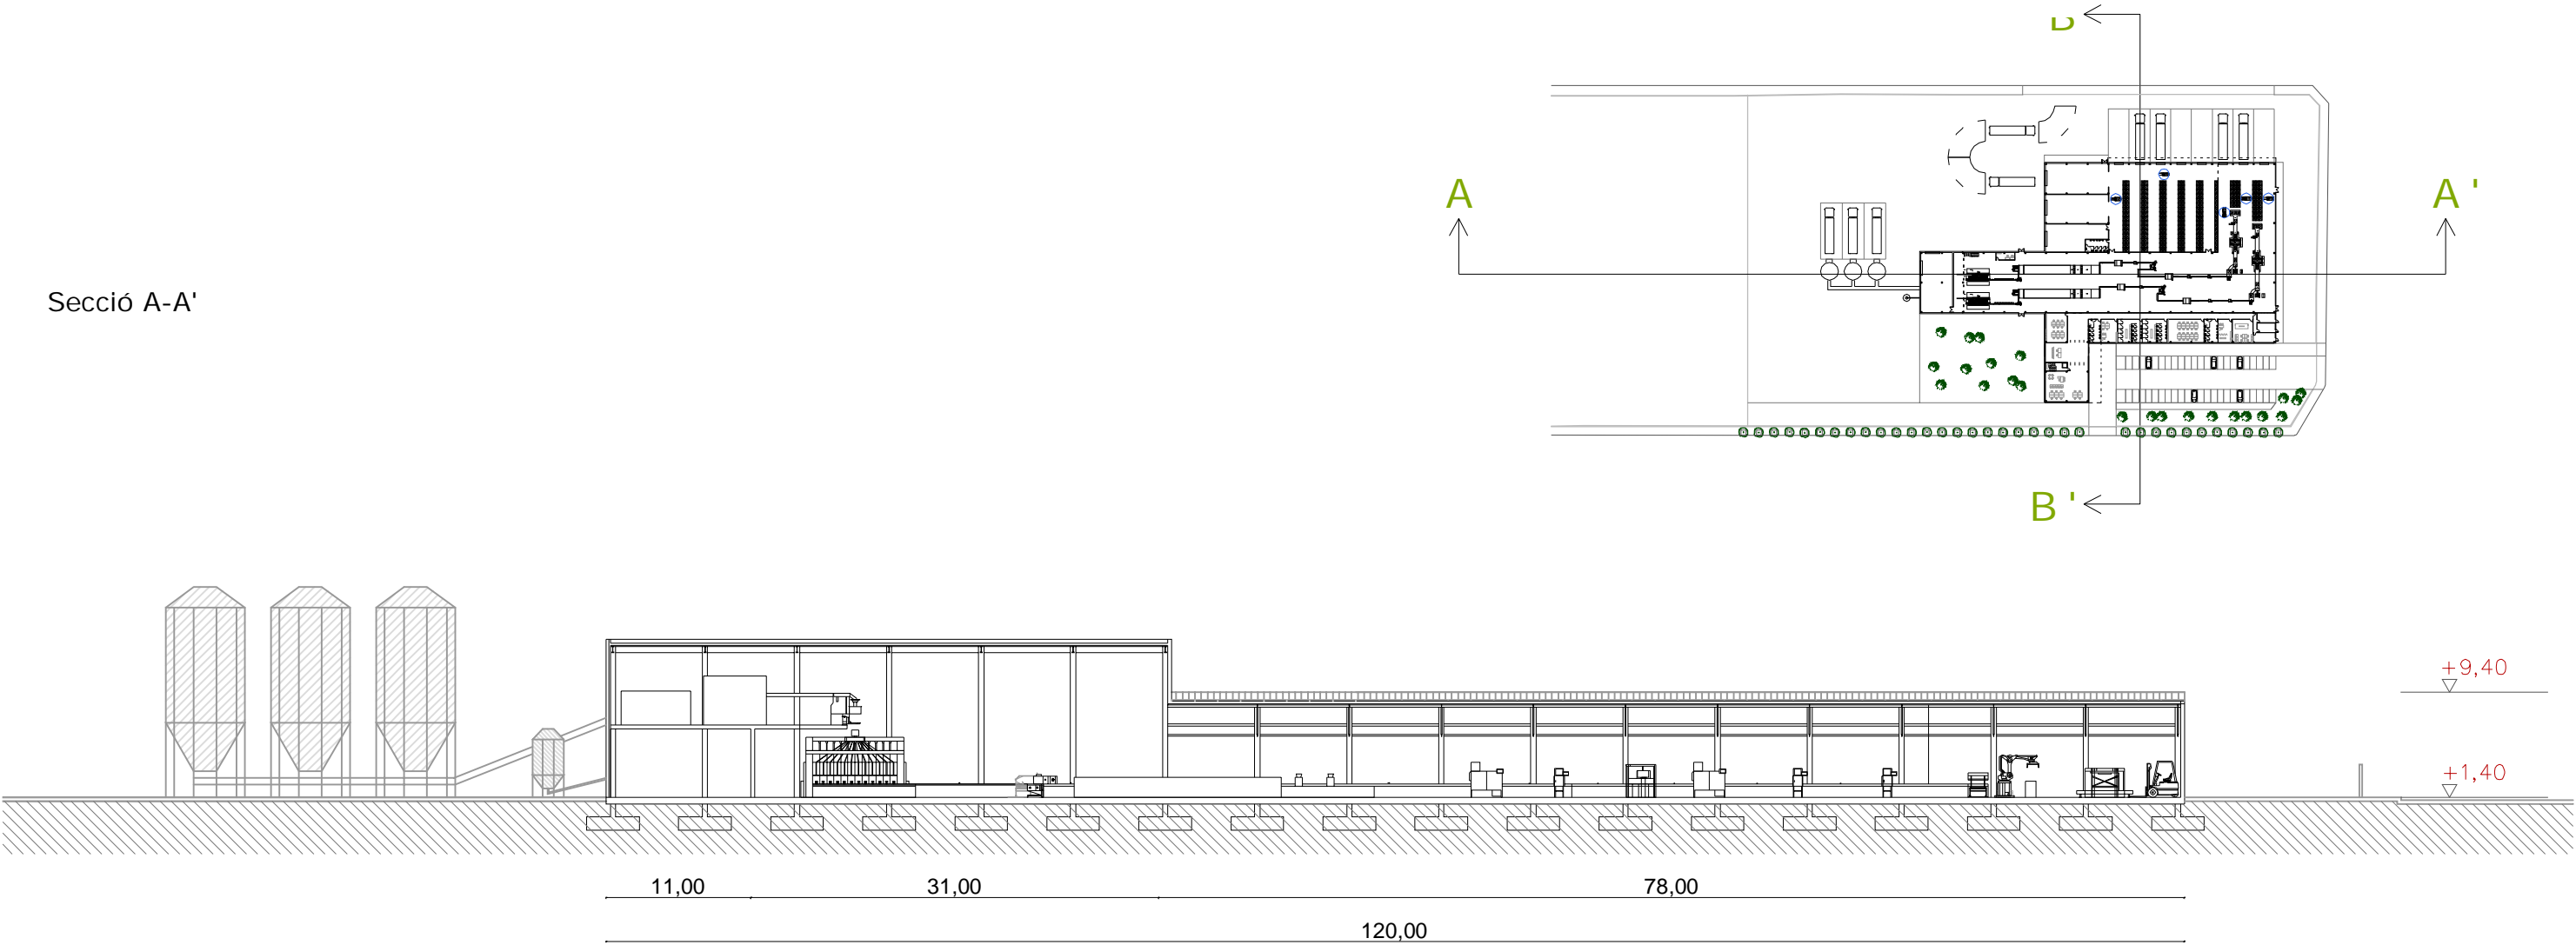 B
A
A '
Secció A-A'
B '
+9,40
+1,40
11,00
31,00
78,00
120,00